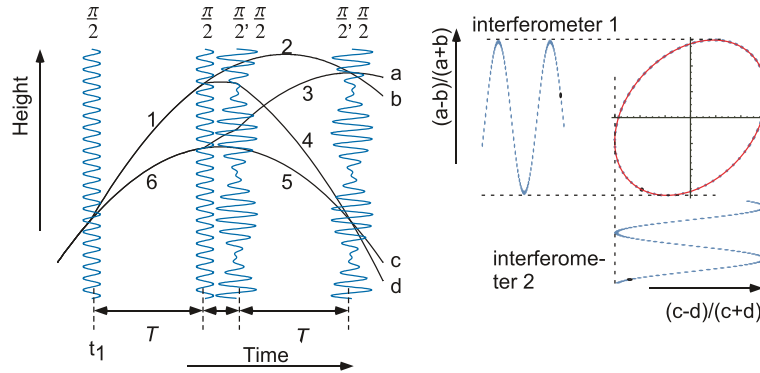 π/2 π/2 π/2, π/2 π/2, π/2
Height
1
2
3
4
5
6
a
b
c
d
T T
t1
Time
interferometer 1
(a-b)/(a+b)
interferome-
ter 2
(c-d)/(c+d)